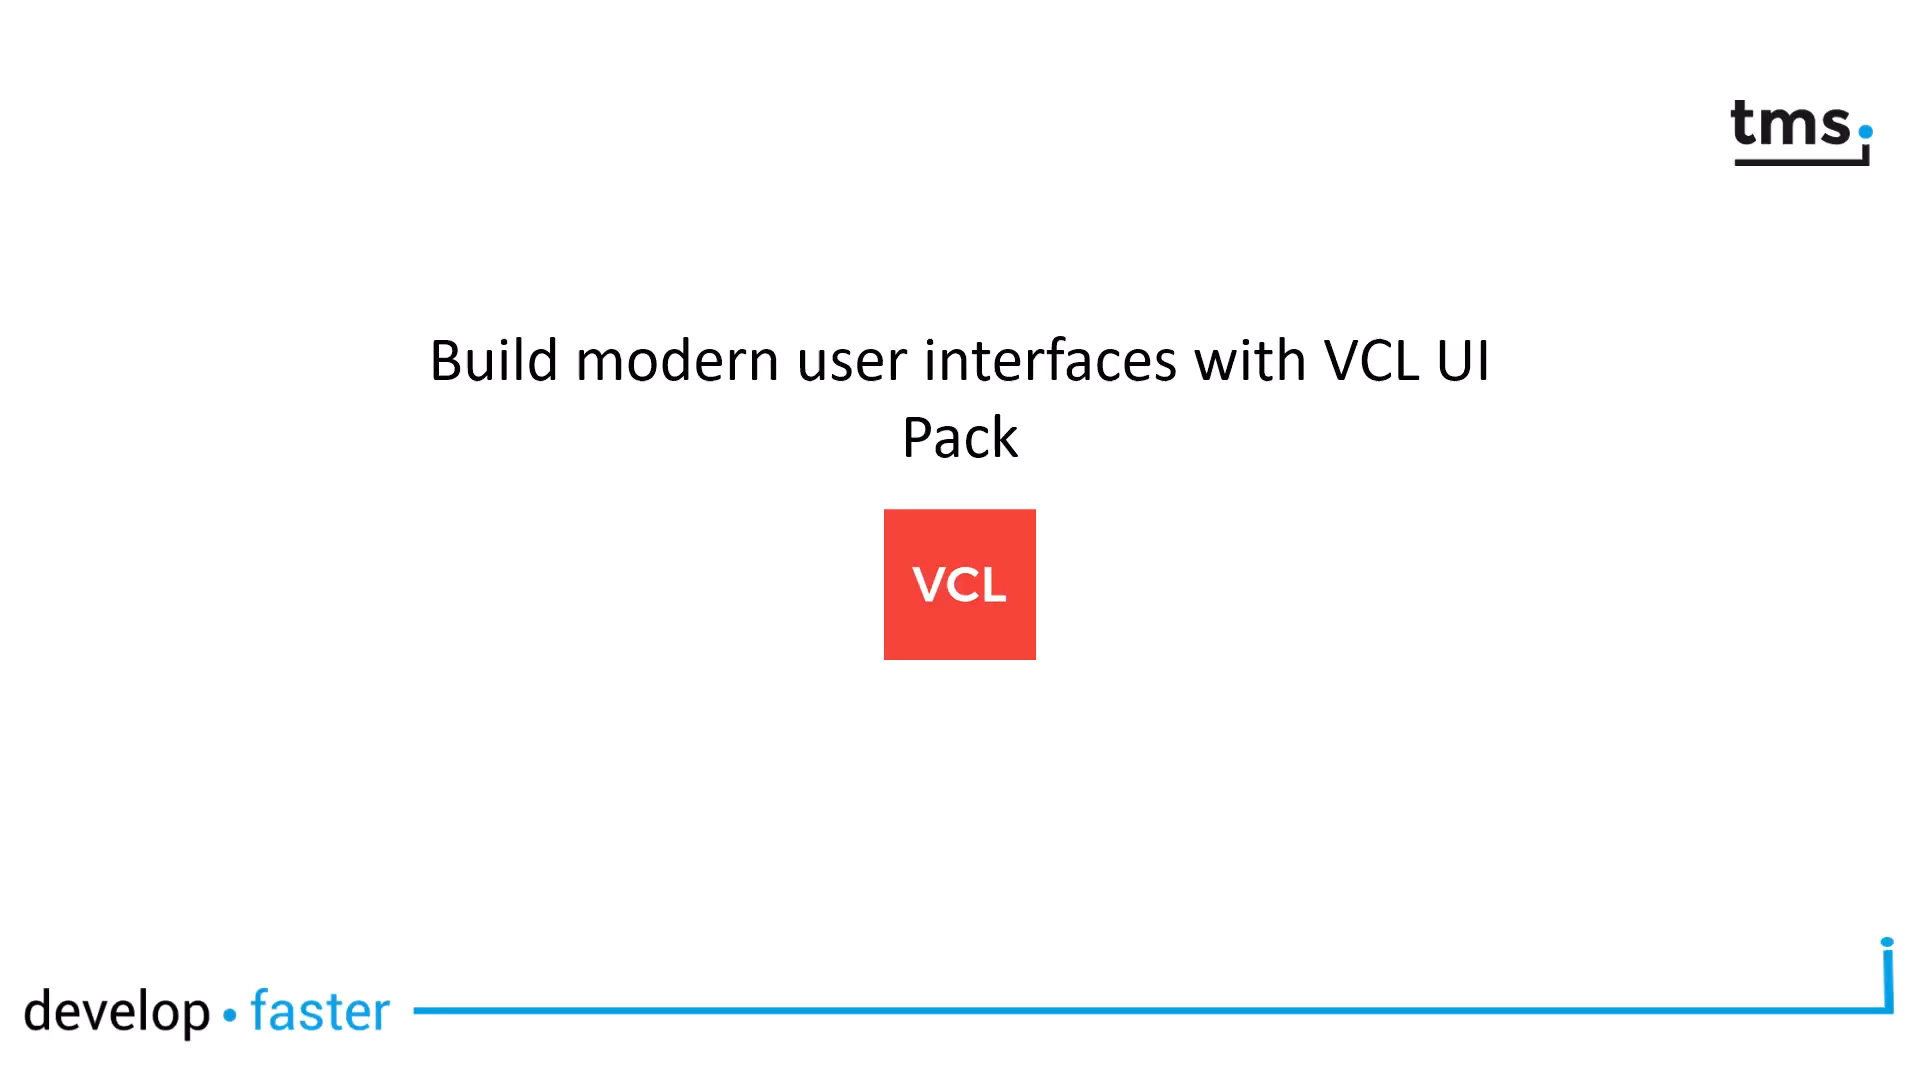 tms
Build modern user interfaces with VCL UI
Pack
VCL
develop • faster